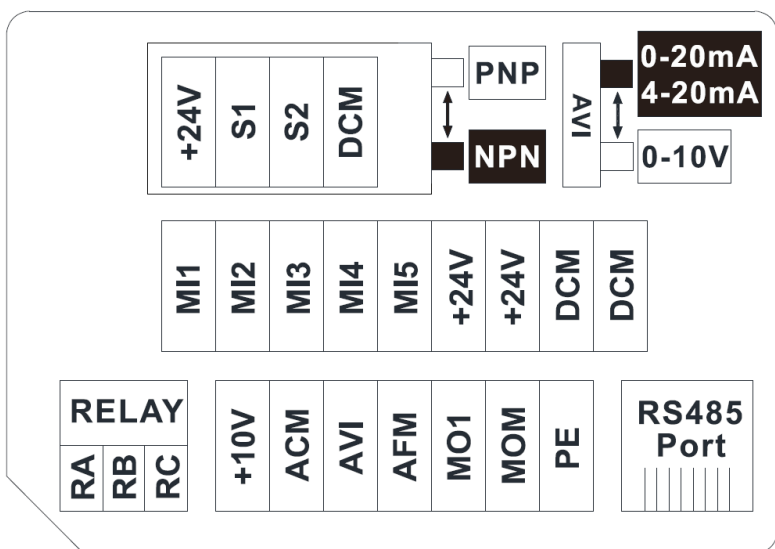 +24V
S1
S2
DCM
PNP
NPN
AVI
0-20mA
4-20mA
0-10V
MI1
MI2
MI3
MI4
MI5
+24V
+24V
DCM
DCM
RELAY
RA
RB
RC
+10V
ACM
AVI
AFM
MO1
MOM
PE
RS485
Port